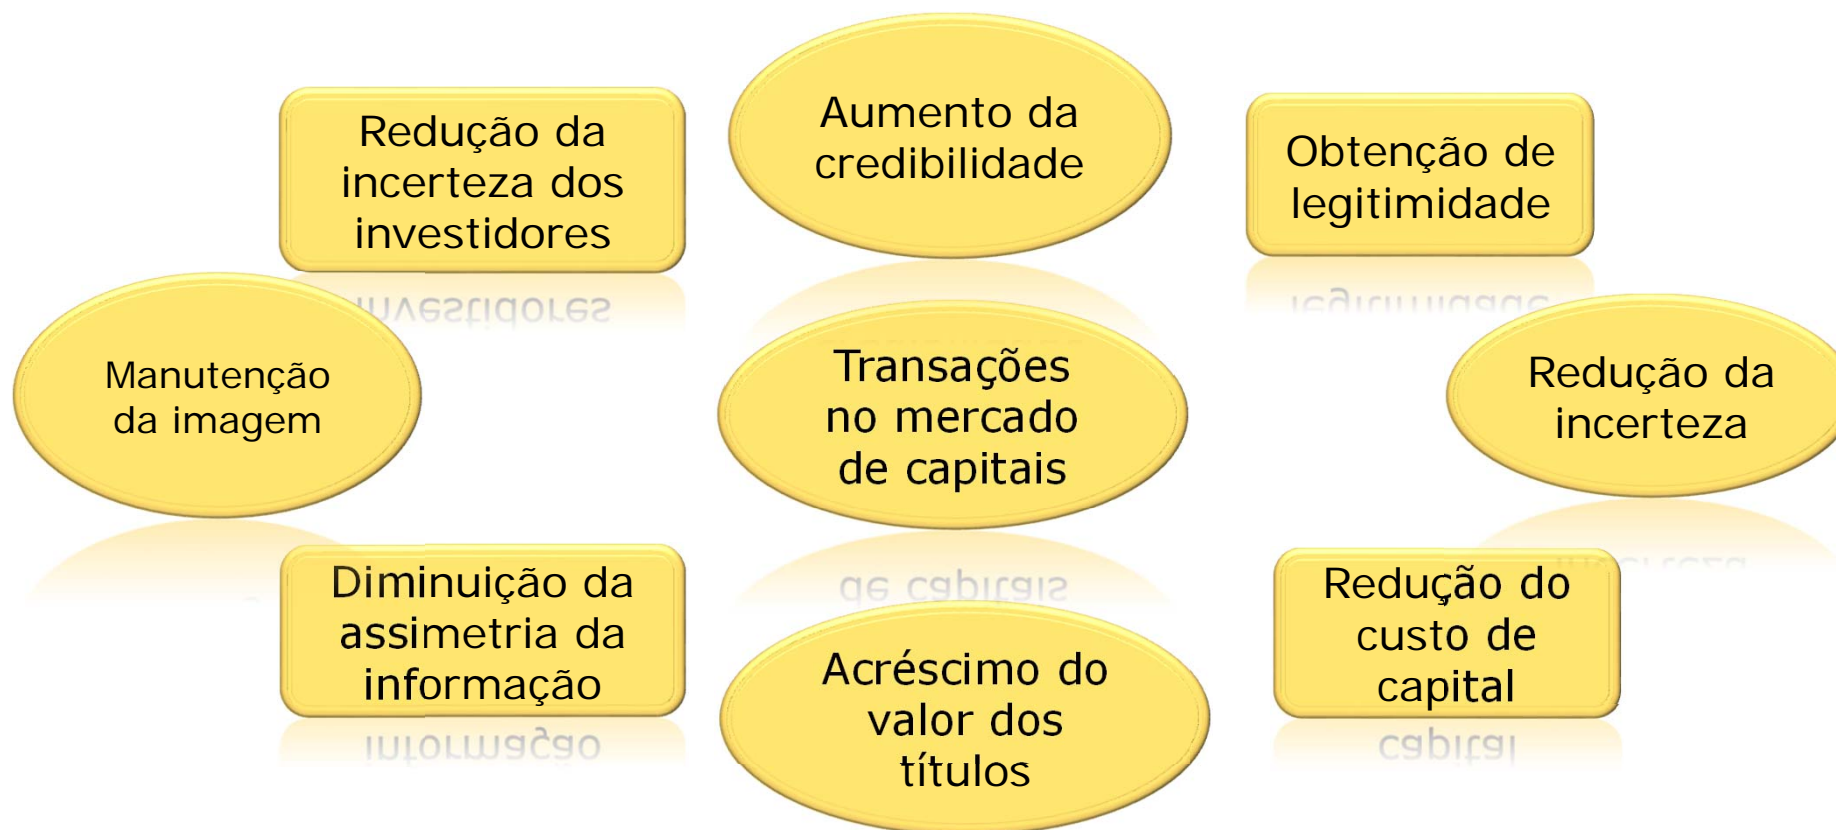 Redução da
incerteza dos
investidores
Aumento da
credibilidade
Obtenção de
legitimidade
Manutenção
da imagem
Transações
no mercado
de capitais
Redução da
incerteza
Diminuição da
assimetria da
informação
Acréscimo do
valor dos
títulos
Redução do
custo de
capital